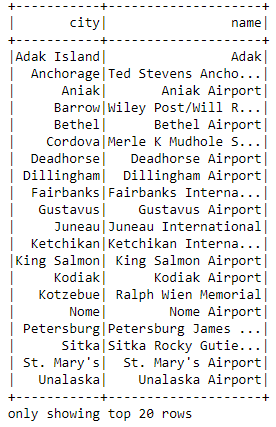 +-----------+--------------------+
|       city|                name|
+-----------+--------------------+
|Adak Island|                Adak|
|  Anchorage|Ted Stevens Ancho...|
|      Aniak|       Aniak Airport|
|     Barrow|Wiley Post/Will R...|
|     Bethel|      Bethel Airport|
|    Cordova|Merle K Mudhole S...|
|  Deadhorse|   Deadhorse Airport|
| Dillingham|  Dillingham Airport|
|  Fairbanks|Fairbanks Interna...|
|   Gustavus|    Gustavus Airport|
|     Juneau|Juneau International|
|  Ketchikan|Ketchikan Interna...|
|King Salmon| King Salmon Airport|
|     Kodiak|      Kodiak Airport|
|   Kotzebue| Ralph Wien Memorial|
|       Nome|        Nome Airport|
| Petersburg|Petersburg James ...|
|      Sitka|Sitka Rocky Gutie...|
| St. Mary's|  St. Mary's Airport|
|   Unalaska|    Unalaska Airport|
+-----------+--------------------+
only showing top 20 rows